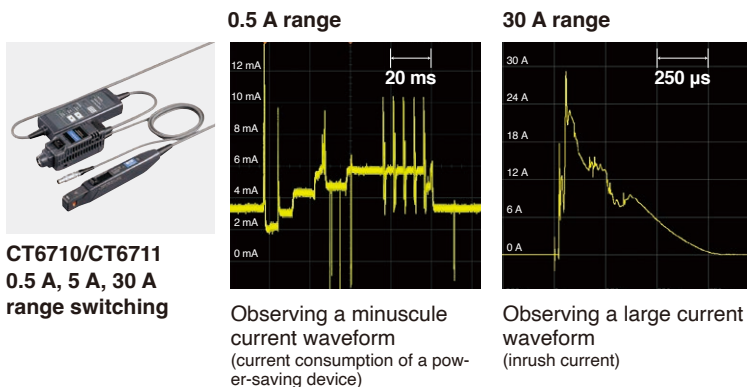 0.5 A range
30 A range
12 mA
10 mA
8 mA
6 mA
4 mA
2 mA
0 mA
20 ms
30 A
24 A
18 A
12 A
6 A
0 A
250 µs
CT6710/CT6711
0.5 A, 5 A, 30 A
range switching
Observing a minuscule
current waveform
(current consumption of a pow-
er-saving device)
Observing a large current
waveform
(inrush current)